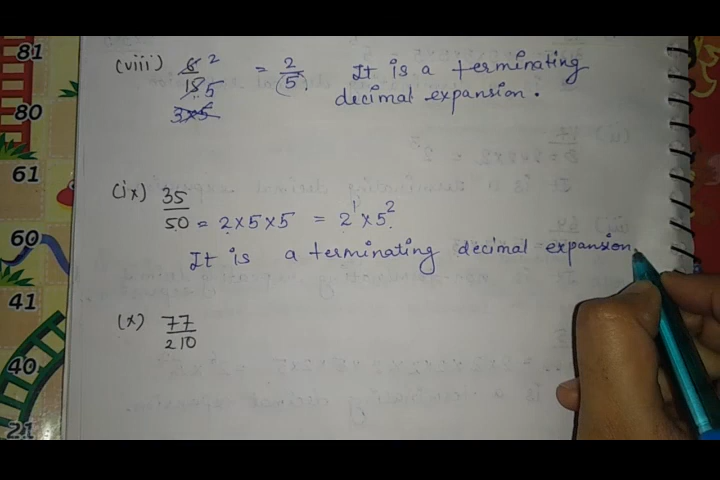 81
80
61
60
41
40
21
(viii) 6 2 = 2 It is a terminating
15 5 5 decimal expansion.
3×5
(ix) 35
50 = 2×5×5 = 2¹×5²
It is a terminating decimal expansion.
(x) 77
210